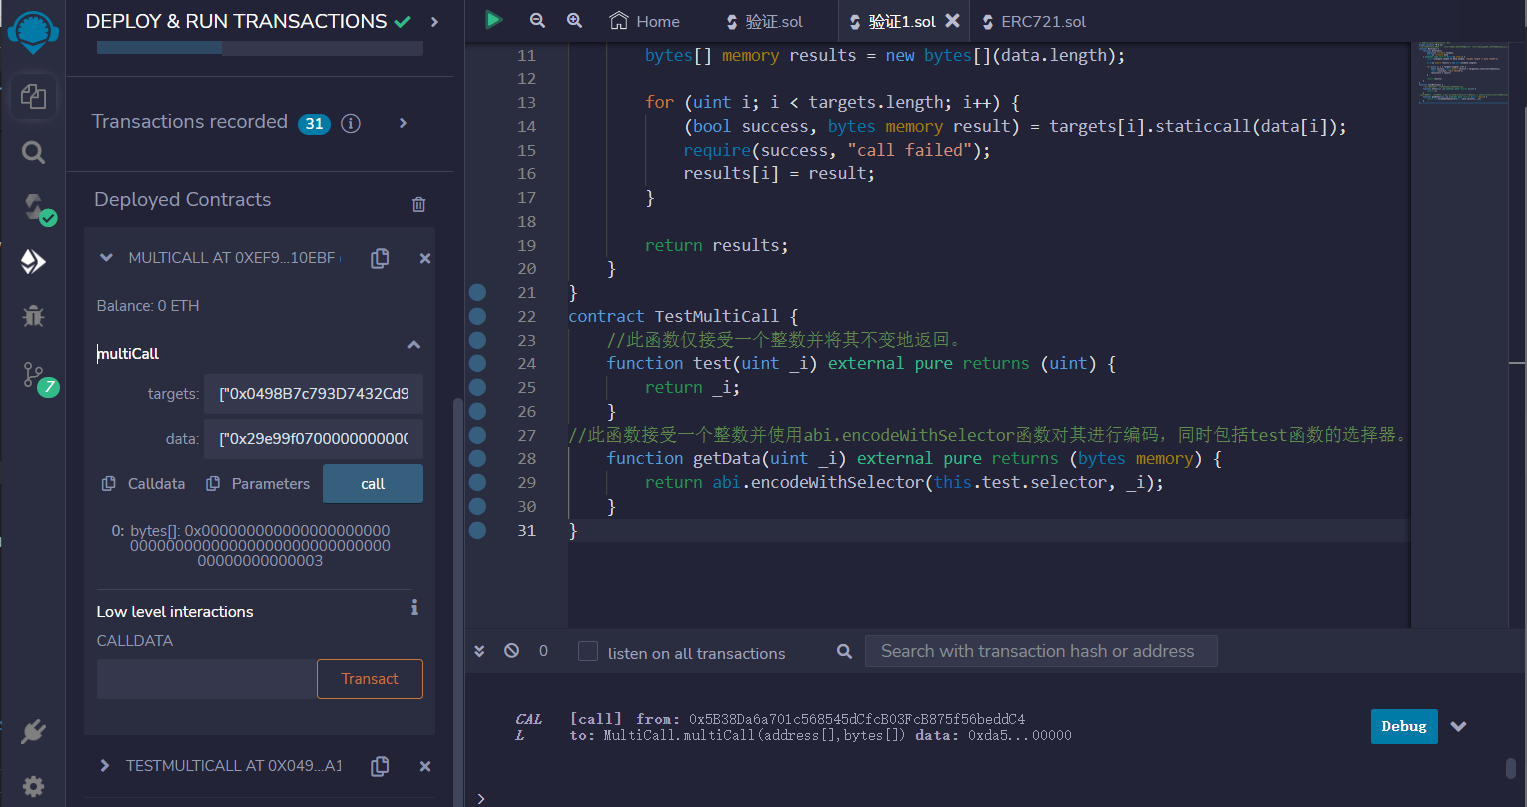 DEPLOY & RUN TRANSACTIONS
Transactions recorded 31
Deployed Contracts
MULTICALL AT 0XEF9...10EBF (
Balance: 0 ETH
multiCall
targets: ["0x0498B7c793D7432Cd9
data: ["0x29e99f0700000000000
Calldata Parameters call
0: bytes[]: 0x0000000000000000000000
000000000000000000000000000000
00000000000003
Low level interactions
CALLDATA
Transact
TESTMULTICALL AT 0X049...A1
7
Home 验证.sol 验证1.sol ERC721.sol
11 bytes[] memory results = new bytes[](data.length);
12
13 for (uint i; i < targets.length; i++) {
14 (bool success, bytes memory result) = targets[i].staticcall(data[i]);
15 require(success, "call failed");
16 results[i] = result;
17 }
18
19 return results;
20 }
21 }
22 contract TestMultiCall {
23 //此函数仅接受一个整数并将其不变地返回。
24 function test(uint _i) external pure returns (uint) {
25 return _i;
26 }
27 //此函数接受一个整数并使用abi.encodeWithSelector函数对其进行编码，同时包括test函数的选择器。
28 function getData(uint _i) external pure returns (bytes memory) {
29 return abi.encodeWithSelector(this.test.selector, _i);
30 }
31 }
0 listen on all transactions Search with transaction hash or address
CAL [call] from: 0x5B38Da6a701c568545dCfcB03FcB875f56beddC4
L to: MultiCall.multiCall(address[],bytes[]) data: 0xda5...00000
Debug
>